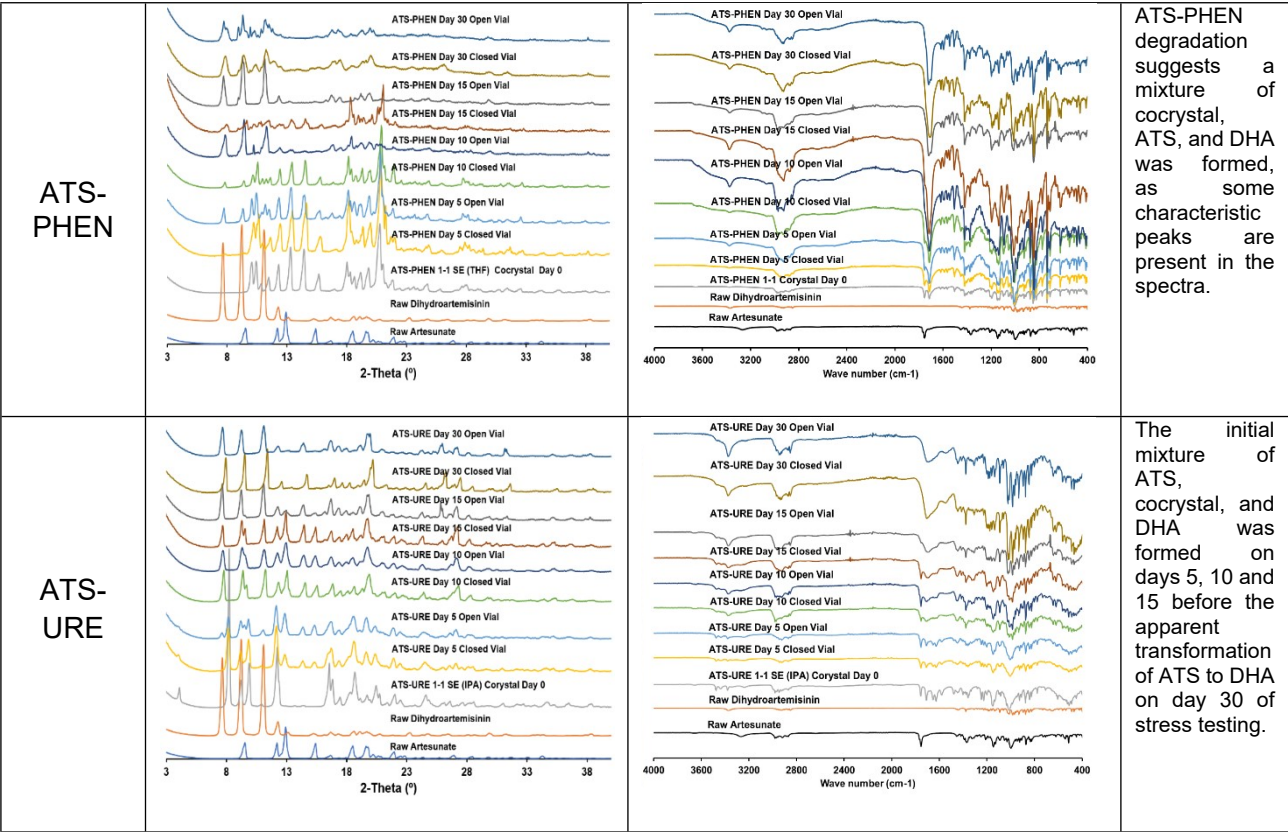 ATS-
PHEN
ATS-PHEN Day 30 Open Vial
ATS-PHEN Day 30 Closed Vial
ATS-PHEN Day 15 Open Vial
ATS-PHEN Day 15 Closed Vial
ATS-PHEN Day 10 Open Vial
ATS-PHEN Day 10 Closed Vial
ATS-PHEN Day 5 Open Vial
ATS-PHEN Day 5 Closed Vial
ATS-PHEN 1-1 SE (THF) Cocrystal Day 0
Raw Dihydroartemisinin
Raw Artesunate
3 8 13 18 23 28 33 38
2-Theta (º)
ATS-PHEN Day 30 Open Vial
ATS-PHEN Day 30 Closed Vial
ATS-PHEN Day 15 Open Vial
ATS-PHEN Day 15 Closed Vial
ATS-PHEN Day 10 Open Vial
ATS-PHEN Day 10 Closed Vial
ATS-PHEN Day 5 Open Vial
ATS-PHEN Day 5 Closed Vial
ATS-PHEN 1-1 Corystal Day 0
Raw Dihydroartemisinin
Raw Artesunate
4000 3600 3200 2800 2400 2000 1600 1200 800 400
Wave number (cm-1)
ATS-PHEN
degradation
suggests a
mixture of
cocrystal,
ATS, and DHA
was formed,
as some
characteristic
peaks are
present in the
spectra.
ATS-
URE
ATS-URE Day 30 Open Vial
ATS-URE Day 30 Closed Vial
ATS-URE Day 15 Open Vial
ATS-URE Day 15 Closed Vial
ATS-URE Day 10 Open Vial
ATS-URE Day 10 Closed Vial
ATS-URE Day 5 Open Vial
ATS-URE Day 5 Closed Vial
ATS-URE 1-1 SE (IPA) Corystal Day 0
Raw Dihydroartemisinin
Raw Artesunate
3 8 13 18 23 28 33 38
2-Theta (º)
ATS-URE Day 30 Open Vial
ATS-URE Day 30 Closed Vial
ATS-URE Day 15 Open Vial
ATS-URE Day 15 Closed Vial
ATS-URE Day 10 Open Vial
ATS-URE Day 10 Closed Vial
ATS-URE Day 5 Open Vial
ATS-URE Day 5 Closed Vial
ATS-URE 1-1 SE (IPA) Corystal Day 0
Raw Dihydroartemisinin
Raw Artesunate
4000 3600 3200 2800 2400 2000 1600 1200 800 400
Wave number (cm-1)
The initial
mixture of
ATS,
cocrystal, and
DHA was
formed on
days 5, 10 and
15 before the
apparent
transformation
of ATS to DHA
on day 30 of
stress testing.